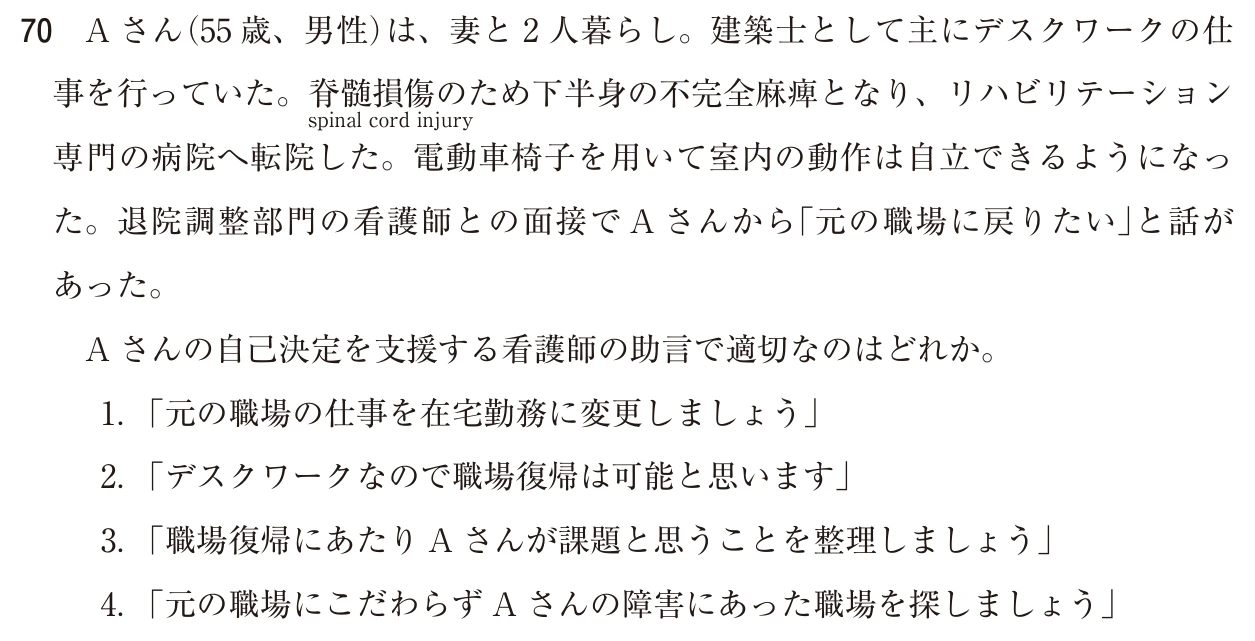 70 Aさん(55歳、男性)は、妻と2人暮らし。建築士として主にデスクワークの仕
事を行っていた。脊髄損傷のため下半身の不完全麻痺となり、リハビリテーション
spinal cord injury
専門の病院へ転院した。電動車椅子を用いて室内の動作は自立できるようになっ
た。退院調整部門の看護師との面接でAさんから「元の職場に戻りたい」と話が
あった。
Aさんの自己決定を支援する看護師の助言で適切なのはどれか。
1. 「元の職場の仕事を在宅勤務に変更しましょう」
2. 「デスクワークなので職場復帰は可能と思います」
3. 「職場復帰にあたりAさんが課題と思うことを整理しましょう」
4. 「元の職場にこだわらずAさんの障害にあった職場を探しましょう」